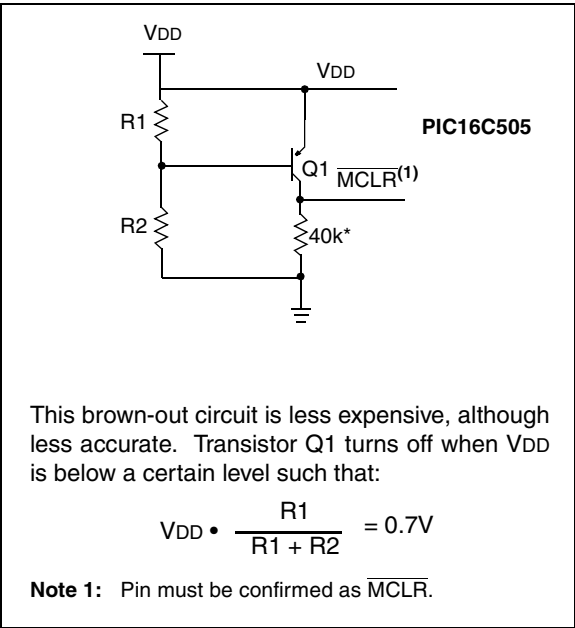 VDD
VDD
R1
PIC16C505
Q1
MCLR(1)
R2
40k*
This brown-out circuit is less expensive, although
less accurate. Transistor Q1 turns off when VDD
is below a certain level such that:
VDD • R1 / R1 + R2 = 0.7V
Note 1: Pin must be confirmed as MCLR.